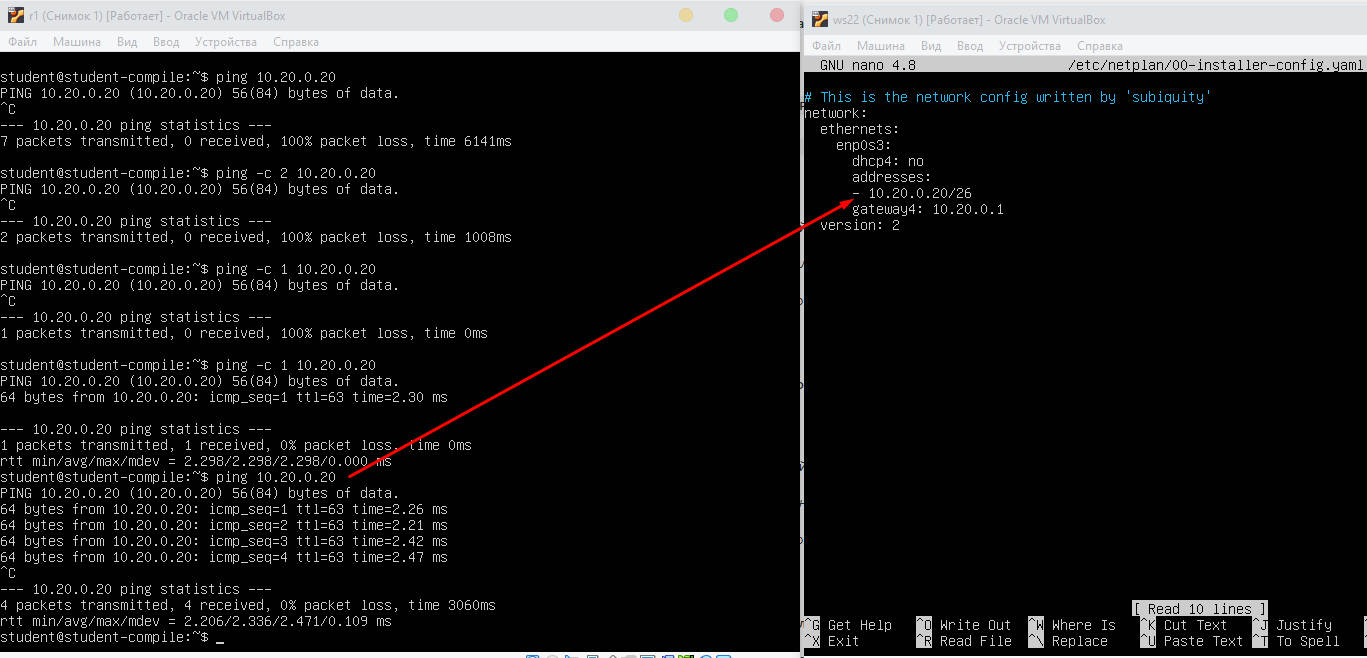 r1 (Снимок 1) [Работает] - Oracle VM VirtualBox
Файл Машина Вид Ввод Устройства Справка
student@student-compile:~$ ping 10.20.0.20
PING 10.20.0.20 (10.20.0.20) 56(84) bytes of data.
^C
--- 10.20.0.20 ping statistics ---
7 packets transmitted, 0 received, 100% packet loss, time 6141ms
student@student-compile:~$ ping -c 2 10.20.0.20
PING 10.20.0.20 (10.20.0.20) 56(84) bytes of data.
^C
--- 10.20.0.20 ping statistics ---
2 packets transmitted, 0 received, 100% packet loss, time 1008ms
student@student-compile:~$ ping -c 1 10.20.0.20
PING 10.20.0.20 (10.20.0.20) 56(84) bytes of data.
^C
--- 10.20.0.20 ping statistics ---
1 packets transmitted, 0 received, 100% packet loss, time 0ms
student@student-compile:~$ ping -c 1 10.20.0.20
PING 10.20.0.20 (10.20.0.20) 56(84) bytes of data.
64 bytes from 10.20.0.20: icmp_seq=1 ttl=63 time=2.30 ms
--- 10.20.0.20 ping statistics ---
1 packets transmitted, 1 received, 0% packet loss, time 0ms
rtt min/avg/max/mdev = 2.298/2.298/2.298/0.000 ms
student@student-compile:~$ ping 10.20.0.20
PING 10.20.0.20 (10.20.0.20) 56(84) bytes of data.
64 bytes from 10.20.0.20: icmp_seq=1 ttl=63 time=2.26 ms
64 bytes from 10.20.0.20: icmp_seq=2 ttl=63 time=2.21 ms
64 bytes from 10.20.0.20: icmp_seq=3 ttl=63 time=2.42 ms
64 bytes from 10.20.0.20: icmp_seq=4 ttl=63 time=2.47 ms
^C
--- 10.20.0.20 ping statistics ---
4 packets transmitted, 4 received, 0% packet loss, time 3060ms
rtt min/avg/max/mdev = 2.206/2.336/2.471/0.109 ms
student@student-compile:~$ _
ws22 (Снимок 1) [Работает] - Oracle VM VirtualBox
Файл Машина Вид Ввод Устройства Справка
GNU nano 4.8 /etc/netplan/00-installer-config.yaml
# This is the network config written by 'subiquity'
network:
  ethernets:
    enp0s3:
      dhcp4: no
      addresses:
      - 10.20.0.20/26
      gateway4: 10.20.0.1
  version: 2
[ Read 10 lines ]
^G Get Help ^O Write Out ^W Where Is ^K Cut Text ^J Justify
^X Exit ^R Read File ^\ Replace ^U Paste Text ^T To Spell